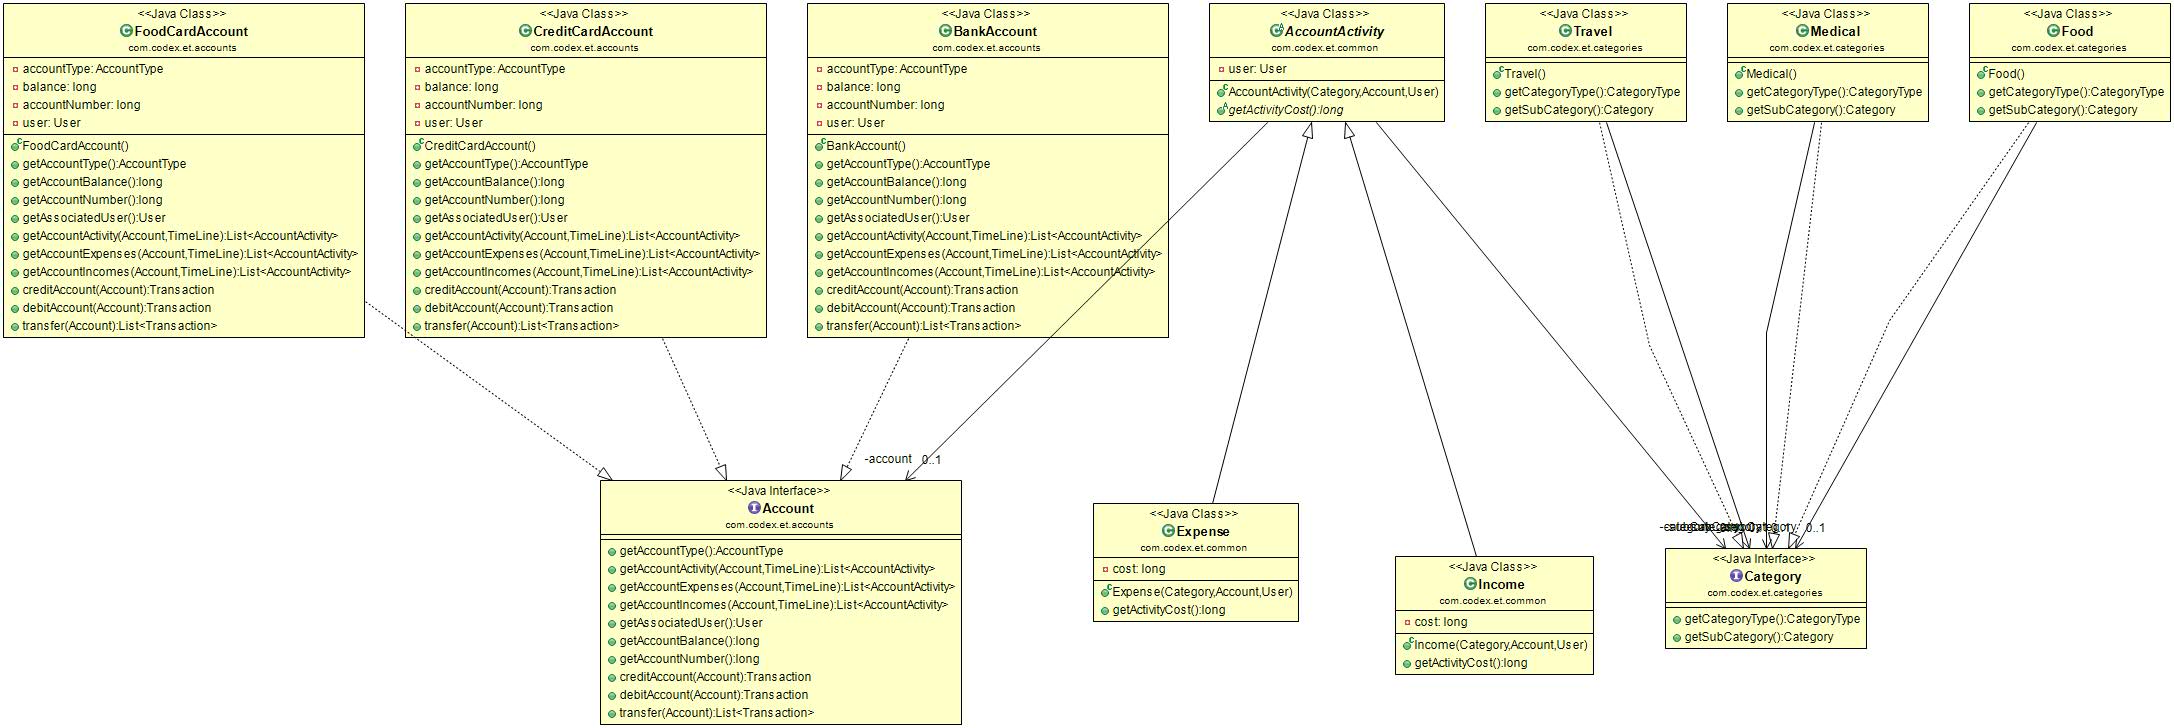 <<Java Class>>
FoodCardAccount
com.codex.et.accounts
accountType: AccountType
balance: long
accountNumber: long
user: User
FoodCardAccount()
getAccountType():AccountType
getAccountBalance():long
getAccountNumber():long
getAssociatedUser():User
getAccountActivity(Account,TimeLine):List<AccountActivity>
getAccountExpenses(Account,TimeLine):List<AccountActivity>
getAccountIncomes(Account,TimeLine):List<AccountActivity>
creditAccount(Account):Transaction
debitAccount(Account):Transaction
transfer(Account):List<Transaction>
<<Java Class>>
CreditCardAccount
com.codex.et.accounts
accountType: AccountType
balance: long
accountNumber: long
user: User
CreditCardAccount()
getAccountType():AccountType
getAccountBalance():long
getAccountNumber():long
getAssociatedUser():User
getAccountActivity(Account,TimeLine):List<AccountActivity>
getAccountExpenses(Account,TimeLine):List<AccountActivity>
getAccountIncomes(Account,TimeLine):List<AccountActivity>
creditAccount(Account):Transaction
debitAccount(Account):Transaction
transfer(Account):List<Transaction>
<<Java Class>>
BankAccount
com.codex.et.accounts
accountType: AccountType
balance: long
accountNumber: long
user: User
BankAccount()
getAccountType():AccountType
getAccountBalance():long
getAccountNumber():long
getAssociatedUser():User
getAccountActivity(Account,TimeLine):List<AccountActivity>
getAccountExpenses(Account,TimeLine):List<AccountActivity>
getAccountIncomes(Account,TimeLine):List<AccountActivity>
creditAccount(Account):Transaction
debitAccount(Account):Transaction
transfer(Account):List<Transaction>
<<Java Class>>
AccountActivity
com.codex.et.common
user: User
AccountActivity(Category,Account,User)
getActivityCost():long
<<Java Class>>
Travel
com.codex.et.categories
Travel()
getCategoryType():CategoryType
getSubCategory():Category
<<Java Class>>
Medical
com.codex.et.categories
Medical()
getCategoryType():CategoryType
getSubCategory():Category
<<Java Class>>
Food
com.codex.et.categories
Food()
getCategoryType():CategoryType
getSubCategory():Category
-account 0..1
<<Java Interface>>
Account
com.codex.et.accounts
getAccountType():AccountType
getAccountActivity(Account,TimeLine):List<AccountActivity>
getAccountExpenses(Account,TimeLine):List<AccountActivity>
getAccountIncomes(Account,TimeLine):List<AccountActivity>
getAssociatedUser():User
getAccountBalance():long
getAccountNumber():long
creditAccount(Account):Transaction
debitAccount(Account):Transaction
transfer(Account):List<Transaction>
<<Java Class>>
Expense
com.codex.et.common
cost: long
Expense(Category,Account,User)
getActivityCost():long
<<Java Class>>
Income
com.codex.et.common
cost: long
Income(Category,Account,User)
getActivityCost():long
0..1
<<Java Interface>>
Category
com.codex.et.categories
getCategoryType():CategoryType
getSubCategory():Category